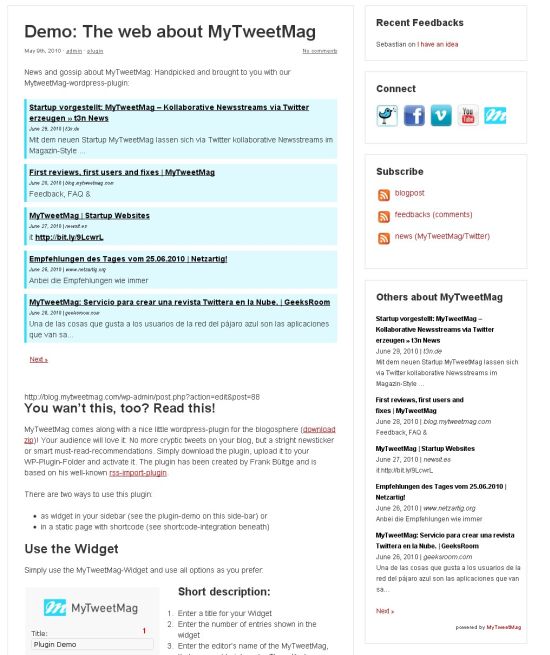 Demo: The web about MyTweetMag
May 9th, 2010 · admin · plugin
No comments
News and gossip about MyTweetMag: Handpicked and brought to you with our
Mytweetmag-wordpress-plugin:
Startup vorgestellt: MyTweetMag – Kollaborative Newsstreams via Twitter
erzeugen » t3n News
June 29, 2010 | t3n.de
Mit dem neuen Startup MyTweetMag lassen sich via Twitter kollaborative Newsstreams im
Magazin-Style ...
First reviews, first users and fixes | MyTweetMag
June 28, 2010 | blog.mytweetmag.com
Feedback, FAQ &
MyTweetMag | Startup Websites
June 27, 2010 | newst.es
it http://bit.ly/9LcwrL
Empfehlungen des Tages vom 25.06.2010 | Netzartig!
June 26, 2010 | www.netzartig.org
Anbei die Empfehlungen wie immer
MyTweetMag: Servicio para crear una revista Twittera en la Nube. | GeeksRoom
June 26, 2010 | geeksroom.com
Una de las cosas que gusta a los usuarios de la red del pájaro azul son las aplicaciones
que van sa...
Next »
http://blog.mytweetmag.com/wp-admin/post.php?action=edit&post=88
You wan’t this, too? Read this!
MyTweetMag comes along with a nice little wordpress-plugin for the blogosphere (download
zip)! Your audience will love it. No more cryptic tweets on your blog, but a stright newsticker
or smart must-read-recommendations. Simply download the plugin, upload it to your
WP-Plugin-Folder and activate it. The plugin has been created by Frank Bültge and is
based on his well-known rss-import-plugin.
There are two ways to use this plugin:
as widget in your sidebar (see the plugin-demo on this side-bar) or
in a static page with shortcode (see shortcode-integration beneath)
Use the Widget
Simply use the MyTweetMag-Widget and use all options as you prefer:
MyTweetMag
Title:
1
Plugin Demo
Short description:
1. Enter a title for your Widget
2. Enter the number of entries shown in the
widget
3. Enter the editor's name of the MyTweetMag,
Recent Feedbacks
Sebastian on I have an idea
Connect
You
Tube
Subscribe
blogpost
feedbacks (comments)
news (MyTweetMag/Twitter)
Others about MyTweetMag
Startup vorgestellt: MyTweetMag –
Kollaborative Newsstreams via Twitter
erzeugen » t3n News
June 29, 2010 | t3n.de
Mit dem neuen Startup MyTweetMag lassen sich
via Twitter kollaborative Newsstreams im
Magazin-Style ...
First reviews, first users and
fixes | MyTweetMag
June 28, 2010 | blog.mytweetmag.com
Feedback, FAQ &
MyTweetMag | Startup Websites
June 27, 2010 | newst.es
it http://bit.ly/9LcwrL
Empfehlungen des Tages vom 25.06.2010 |
Netzartig!
June 26, 2010 | www.netzartig.org
Anbei die Empfehlungen wie immer
MyTweetMag: Servicio para crear una revista
Twittera en la Nube. | GeeksRoom
June 26, 2010 | geeksroom.com
Una de las cosas que gusta a los usuarios de la
red del pájaro azul son las aplicaciones que van
sa...
Next »
powered by MyTweetMag